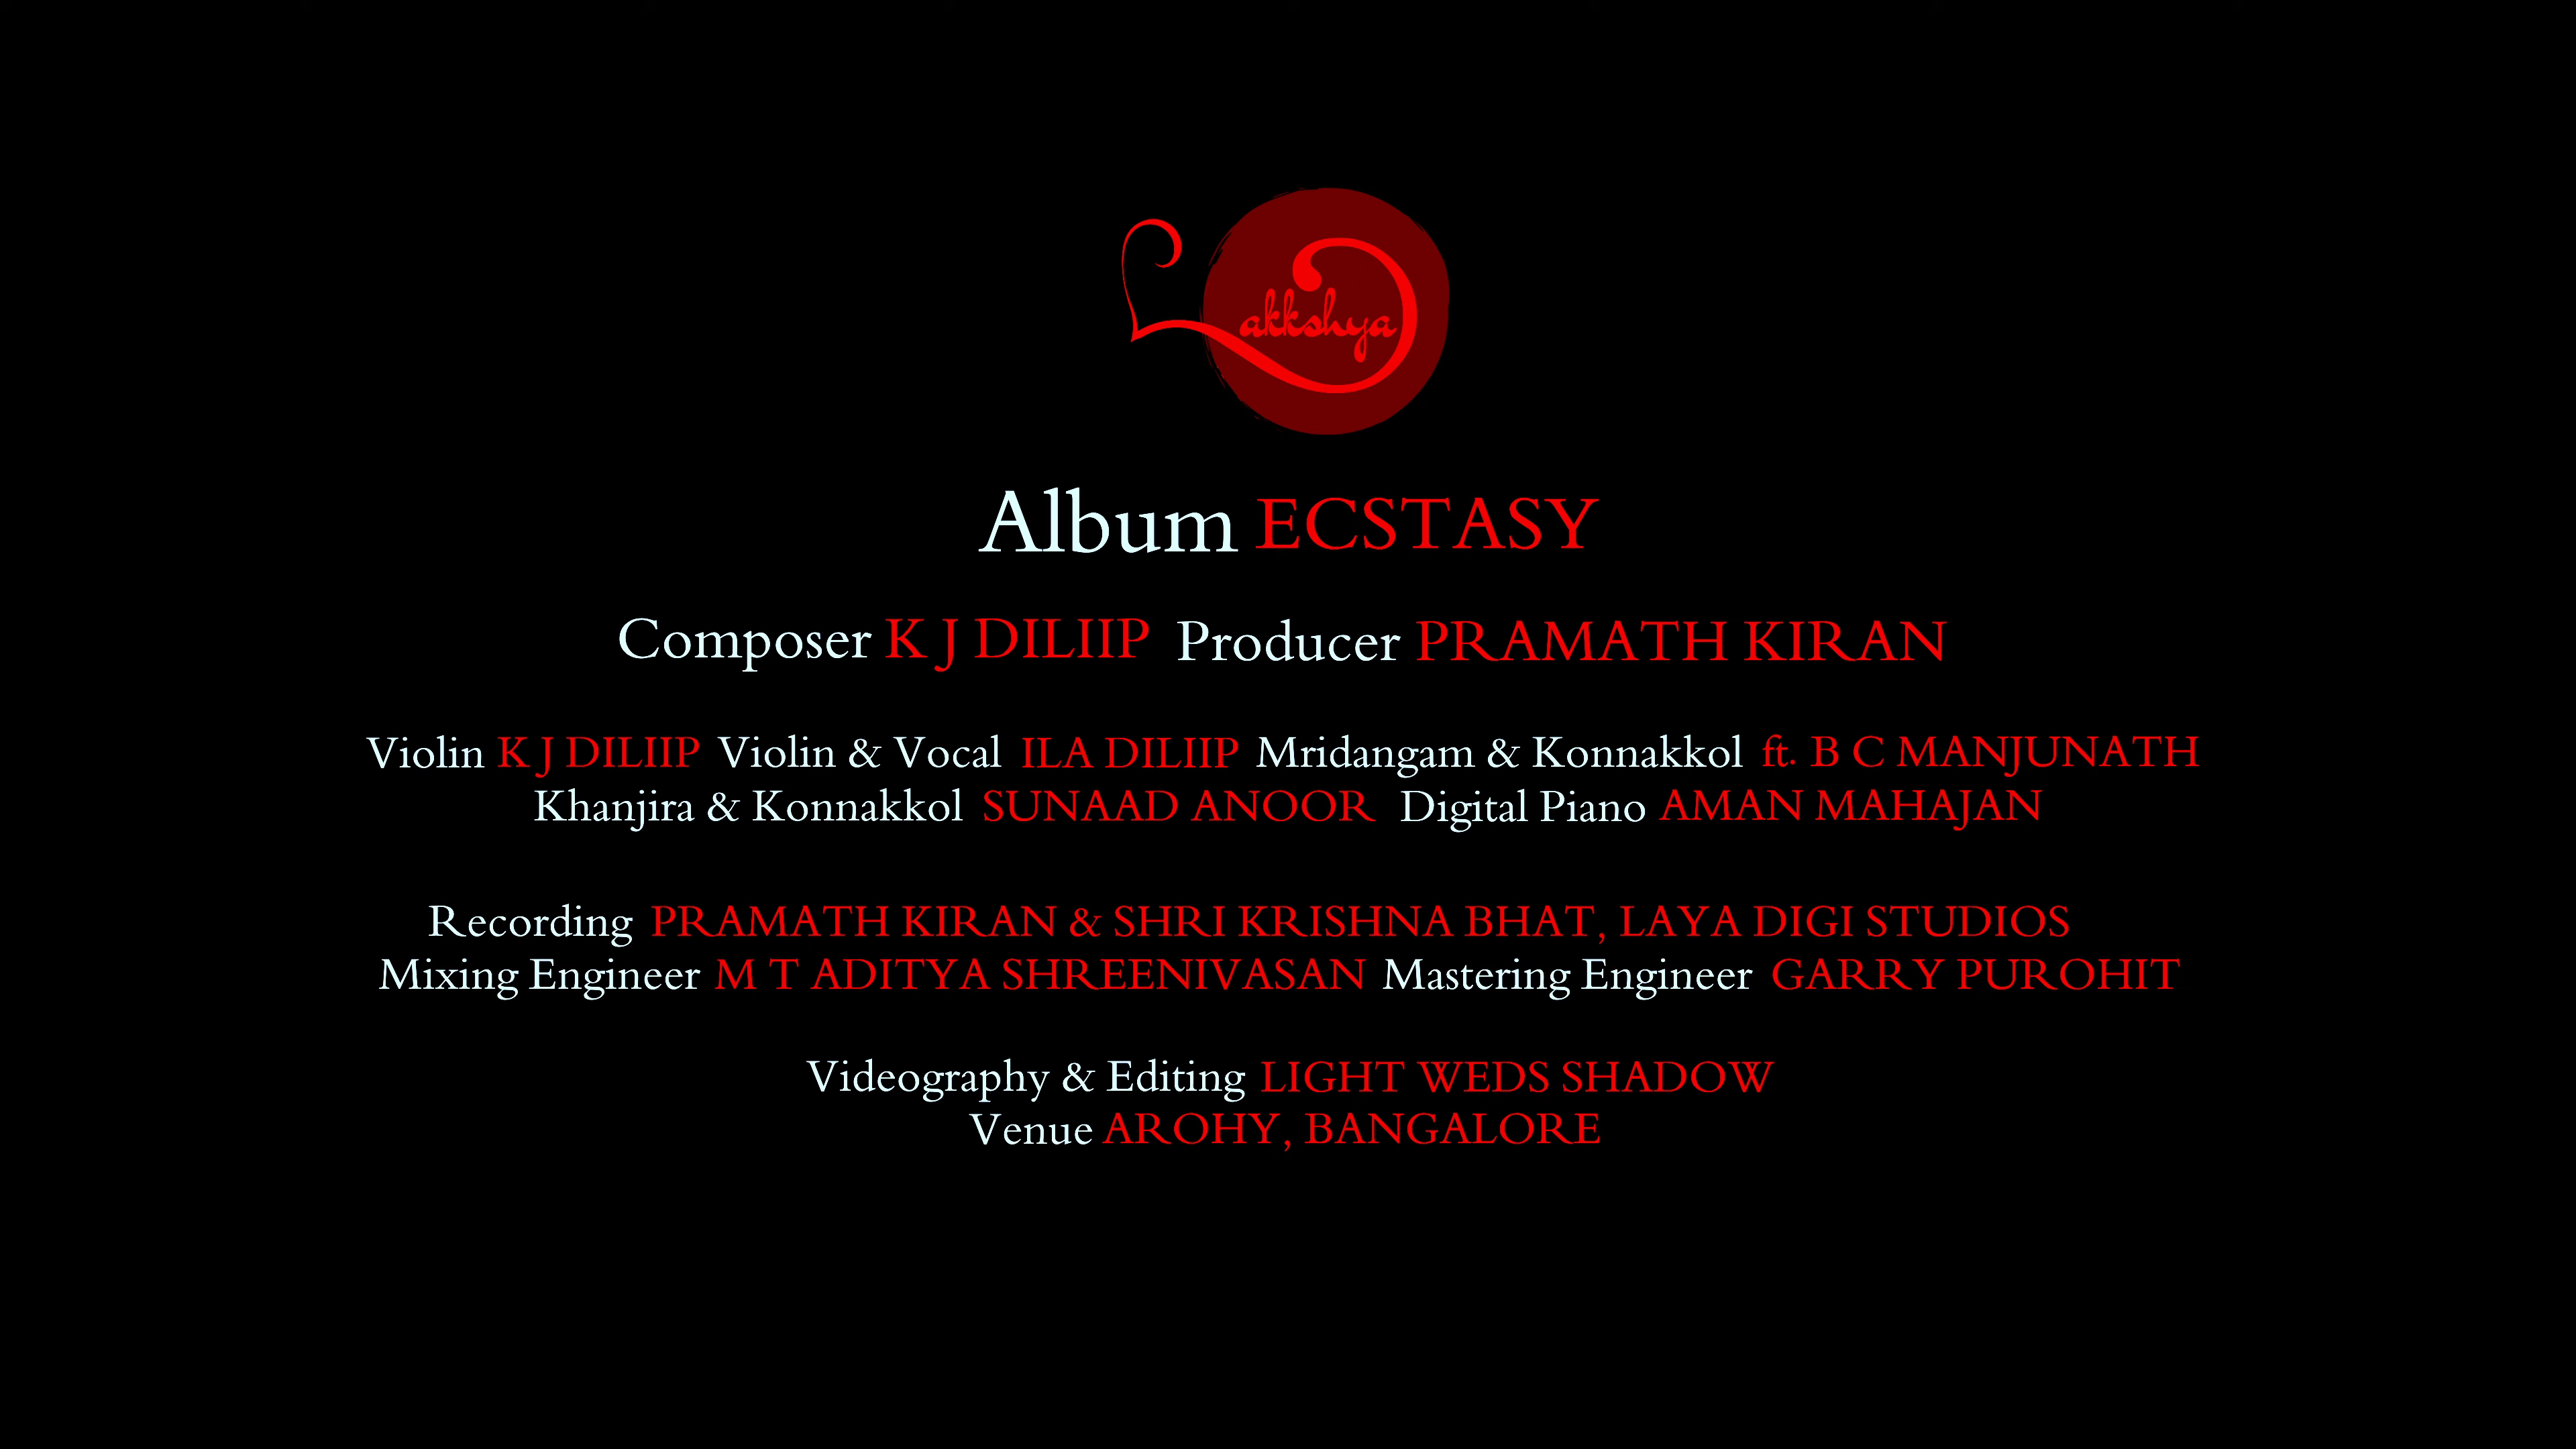 Lakkshya
Album ECSTASY
Composer K J DILIIP Producer PRAMATH KIRAN
Violin K J DILIIP Violin & Vocal ILA DILIIP Mridangam & Konnakkol ft. B C MANJUNATH
Khanjira & Konnakkol SUNAAD ANOOR Digital Piano AMAN MAHAJAN
Recording PRAMATH KIRAN & SHRI KRISHNA BHAT, LAYA DIGI STUDIOS
Mixing Engineer M T ADITYA SHREENIVASAN Mastering Engineer GARRY PUROHIT
Videography & Editing LIGHT WEDS SHADOW
Venue AROHY, BANGALORE